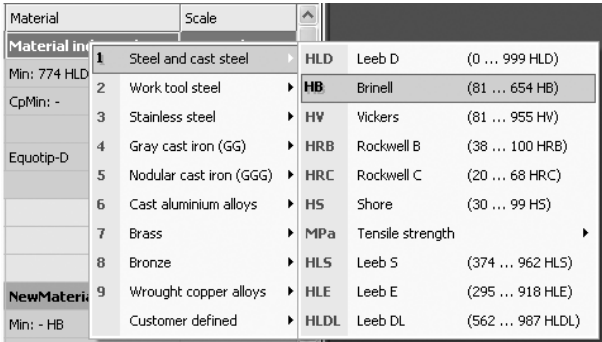 Material Scale
Material in
Min: 774 HLD
CpMin: -
Equotip-D
NewMateria
Min: - HB
1 Steel and cast steel
2 Work tool steel
3 Stainless steel
4 Gray cast iron (GG)
5 Nodular cast iron (GGG)
6 Cast aluminium alloys
7 Brass
8 Bronze
9 Wrought copper alloys
Customer defined
HLD Leeb D (0 ... 999 HLD)
HB Brinell (81 ... 654 HB)
HV Vickers (81 ... 955 HV)
HRB Rockwell B (38 ... 100 HRB)
HRC Rockwell C (20 ... 68 HRC)
HS Shore (30 ... 99 HS)
MPa Tensile strength
HLS Leeb S (374 ... 962 HLS)
HLE Leeb E (295 ... 918 HLE)
HLDL Leeb DL (562 ... 987 HLDL)